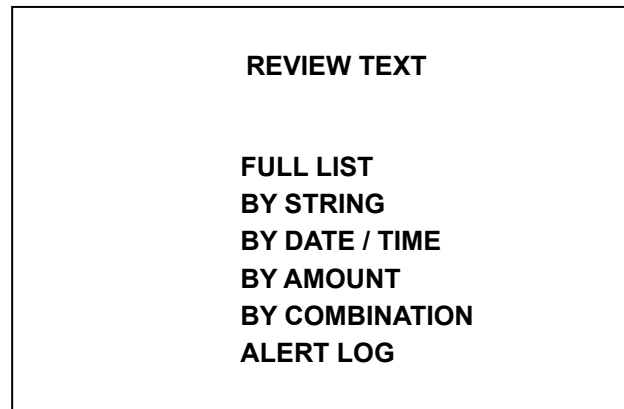 REVIEW TEXT
FULL LIST
BY STRING
BY DATE / TIME
BY AMOUNT
BY COMBINATION
ALERT LOG